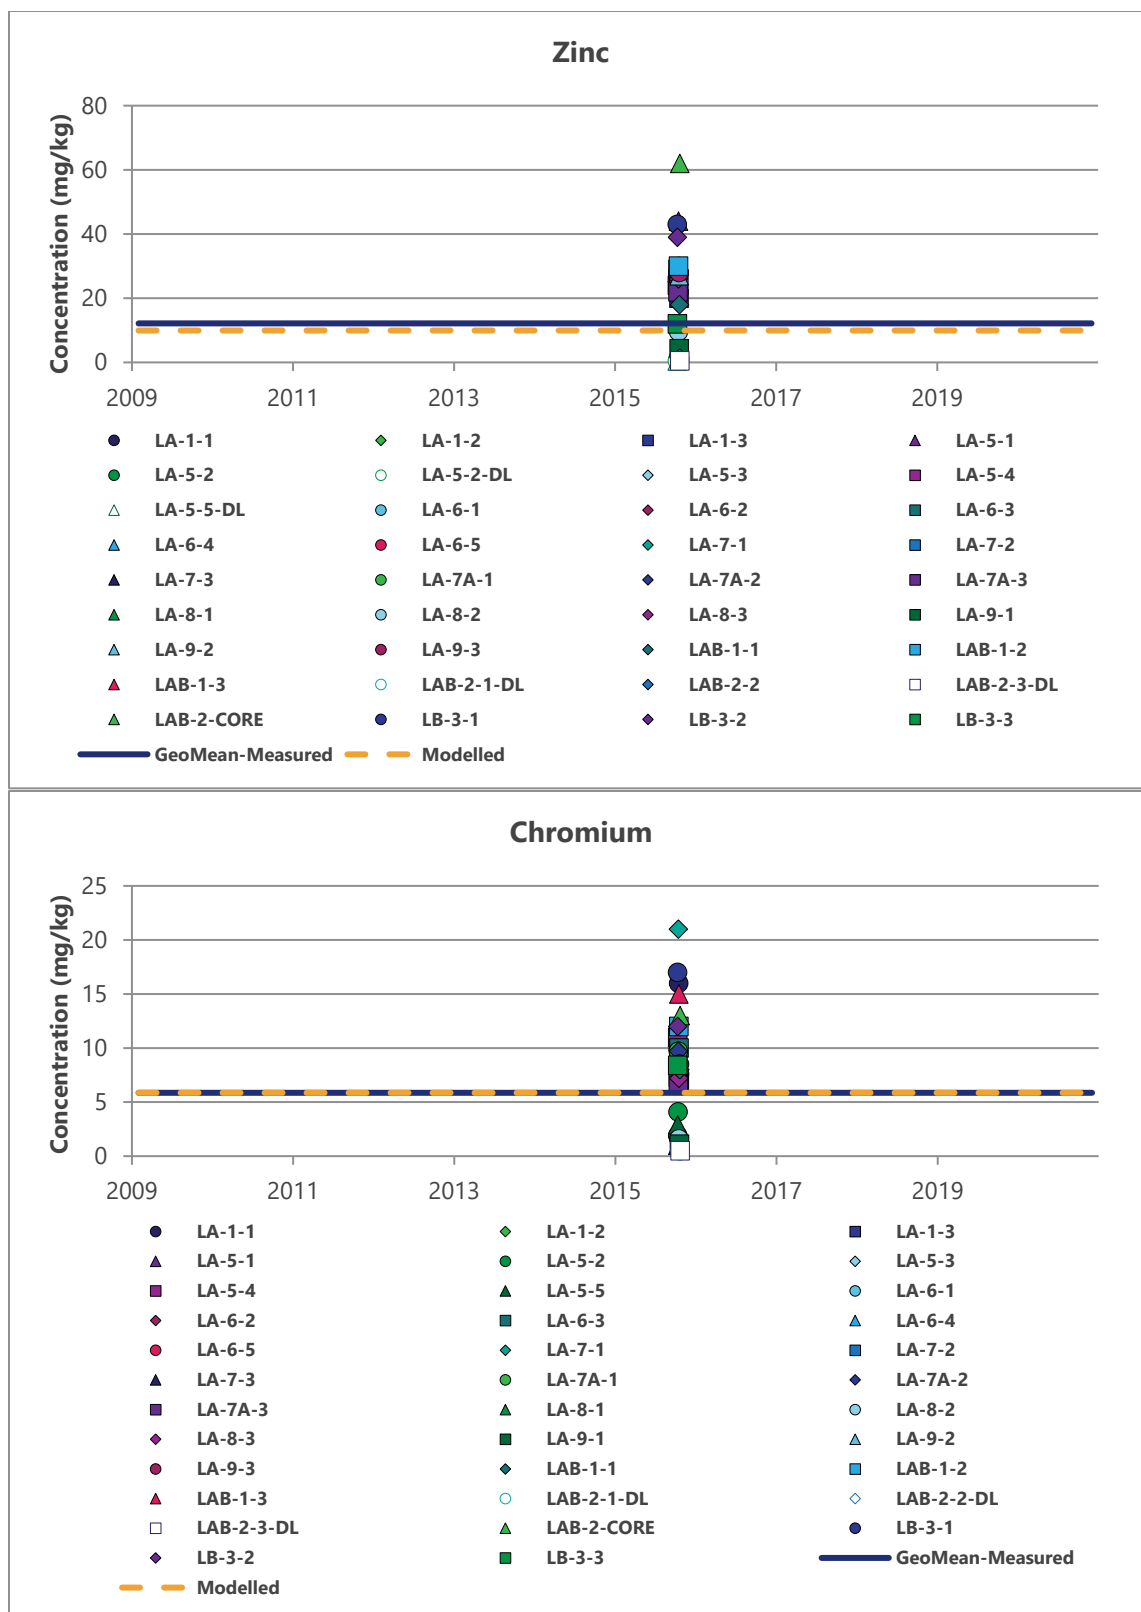 Zinc
Concentration (mg/kg)
80
60
40
20
0
2009 2011 2013 2015 2017 2019
LA-1-1 LA-1-2 LA-1-3 LA-5-1
LA-5-2 LA-5-2-DL LA-5-3 LA-5-4
LA-5-5-DL LA-6-1 LA-6-2 LA-6-3
LA-6-4 LA-6-5 LA-7-1 LA-7-2
LA-7-3 LA-7A-1 LA-7A-2 LA-7A-3
LA-8-1 LA-8-2 LA-8-3 LA-9-1
LA-9-2 LA-9-3 LAB-1-1 LAB-1-2
LAB-1-3 LAB-2-1-DL LAB-2-2 LAB-2-3-DL
LAB-2-CORE LB-3-1 LB-3-2 LB-3-3
GeoMean-Measured Modelled
Chromium
Concentration (mg/kg)
25
20
15
10
5
0
2009 2011 2013 2015 2017 2019
LA-1-1 LA-1-2 LA-1-3
LA-5-1 LA-5-2 LA-5-3
LA-5-4 LA-5-5 LA-6-1
LA-6-2 LA-6-3 LA-6-4
LA-6-5 LA-7-1 LA-7-2
LA-7-3 LA-7A-1 LA-7A-2
LA-7A-3 LA-8-1 LA-8-2
LA-8-3 LA-9-1 LA-9-2
LA-9-3 LAB-1-1 LAB-1-2
LAB-1-3 LAB-2-1-DL LAB-2-2-DL
LAB-2-3-DL LAB-2-CORE LB-3-1
LB-3-2 LB-3-3 GeoMean-Measured
Modelled